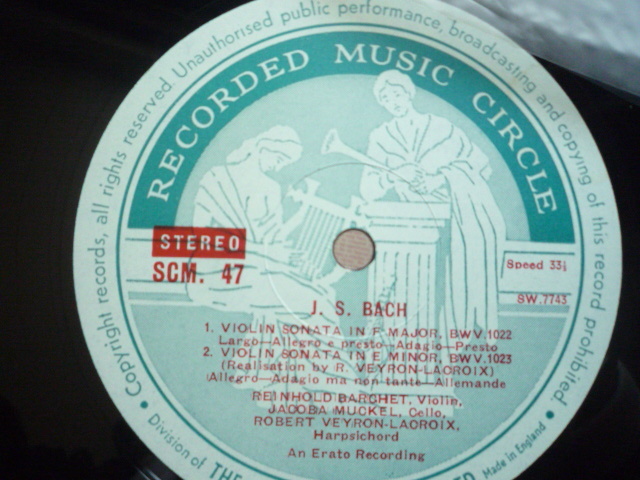 Copyright records, all rights reserved Unauthorised public performance, broadcasting and copying of this record prohibited.
RECORDED MUSIC CIRCLE
STEREO
SCM. 47
Speed 33⅓
SW.7743
J. S. BACH
1. VIOLIN SONATA IN F MAJOR, BWV.1022
Largo—Allegro e presto—Adagio—Presto
2. VIOLIN SONATA IN E MINOR, BWV.1023
(Realisation by R. VEYRON-LACROIX)
Allegro—Adagio ma non tante—Allemande
REINHOLD BARCHET, Violin,
JACOBA MUCKEL, Cello,
ROBERT VEYRON-LACROIX,
Harpsichord
An Erato Recording
Division of THE
Made in England